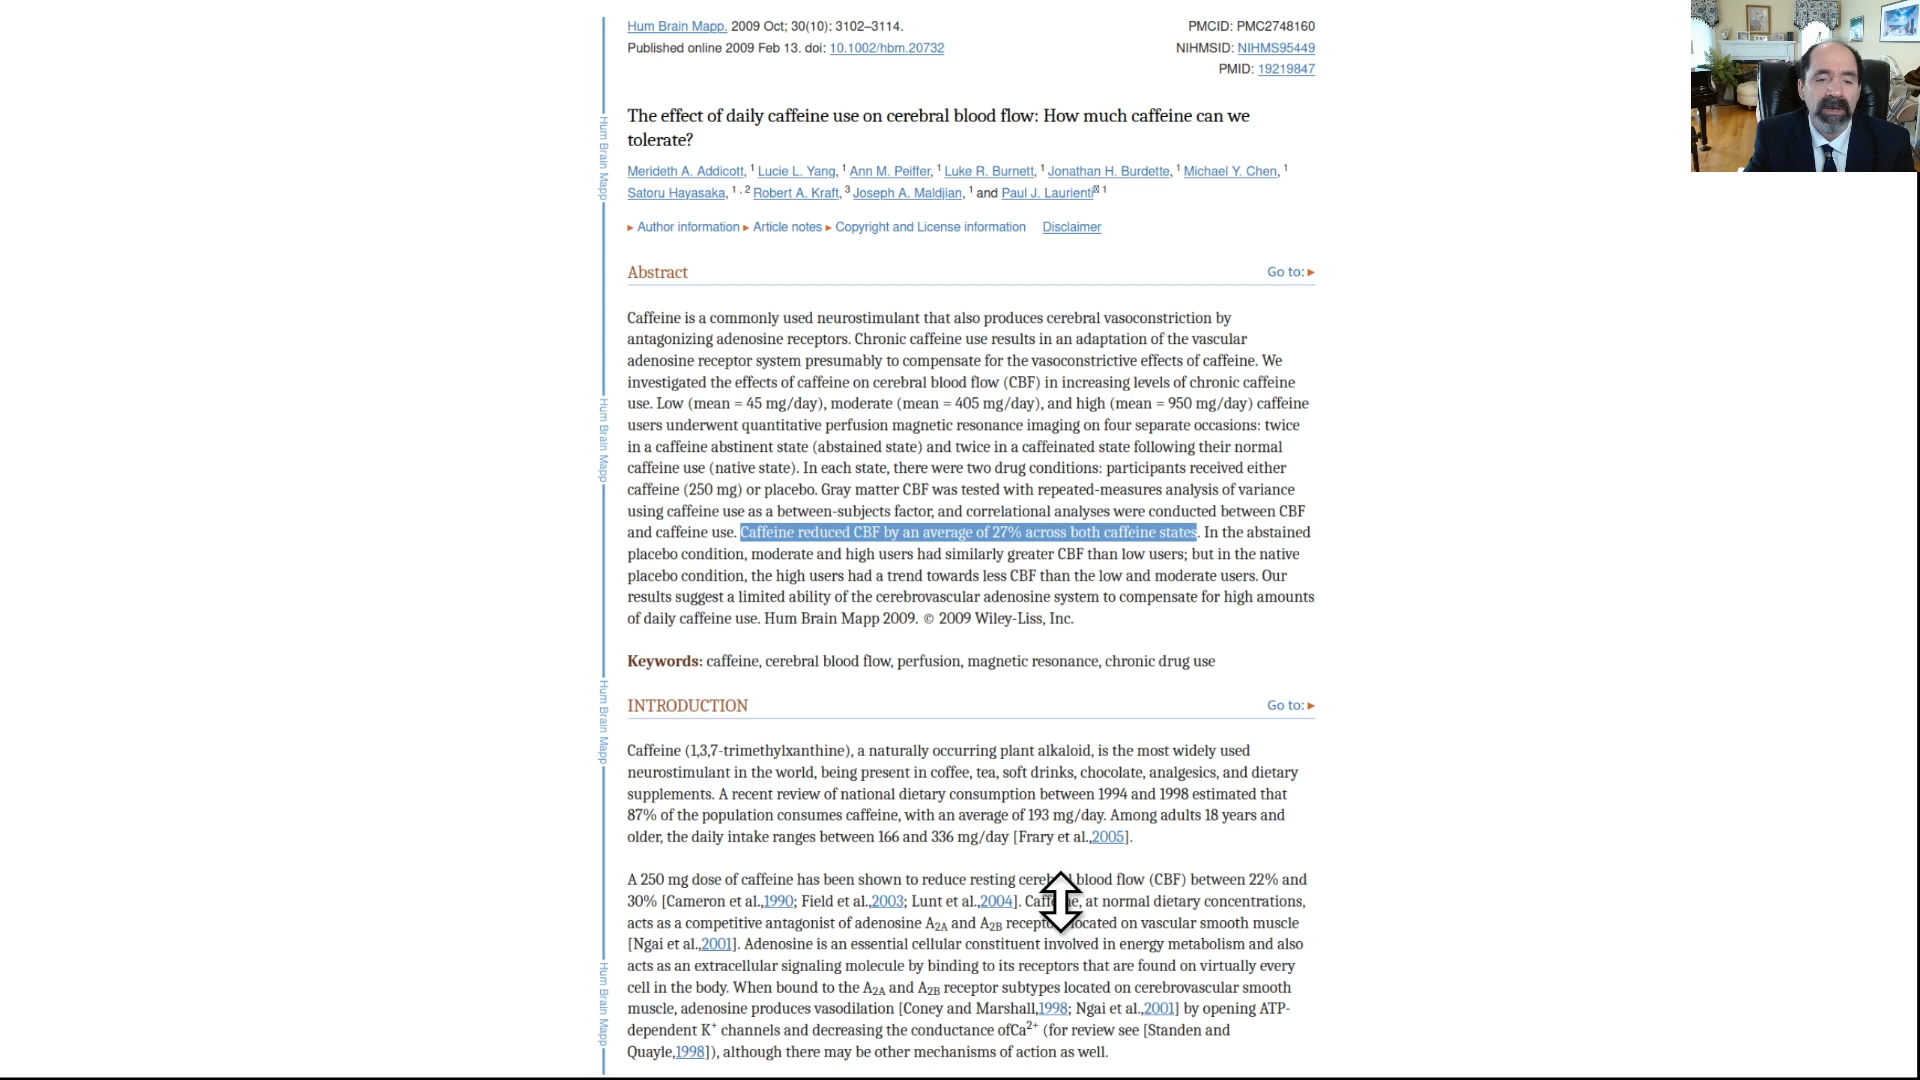 Hum Brain Mapp. 2009 Oct; 30(10): 3102–3114.
Published online 2009 Feb 13. doi: 10.1002/hbm.20732
PMCID: PMC2748160
NIHMSID: NIHMS95449
PMID: 19219847
The effect of daily caffeine use on cerebral blood flow: How much caffeine can we
tolerate?
Merideth A. Addicott, 1 Lucie L. Yang, 1 Ann M. Peiffer, 1 Luke R. Burnett, 1 Jonathan H. Burdette, 1 Michael Y. Chen, 1
Satoru Hayasaka, 1 , 2 Robert A. Kraft, 3 Joseph A. Maldjian, 1 and Paul J. Laurienti 1
▸ Author information ▸ Article notes ▸ Copyright and License information Disclaimer
Abstract
Go to: ▸
Caffeine is a commonly used neurostimulant that also produces cerebral vasoconstriction by
antagonizing adenosine receptors. Chronic caffeine use results in an adaptation of the vascular
adenosine receptor system presumably to compensate for the vasoconstrictive effects of caffeine. We
investigated the effects of caffeine on cerebral blood flow (CBF) in increasing levels of chronic caffeine
use. Low (mean = 45 mg/day), moderate (mean = 405 mg/day), and high (mean = 950 mg/day) caffeine
users underwent quantitative perfusion magnetic resonance imaging on four separate occasions: twice
in a caffeine abstinent state (abstained state) and twice in a caffeinated state following their normal
caffeine use (native state). In each state, there were two drug conditions: participants received either
caffeine (250 mg) or placebo. Gray matter CBF was tested with repeated-measures analysis of variance
using caffeine use as a between-subjects factor, and correlational analyses were conducted between CBF
and caffeine use. Caffeine reduced CBF by an average of 27% across both caffeine states. In the abstained
placebo condition, moderate and high users had similarly greater CBF than low users; but in the native
placebo condition, the high users had a trend towards less CBF than the low and moderate users. Our
results suggest a limited ability of the cerebrovascular adenosine system to compensate for high amounts
of daily caffeine use. Hum Brain Mapp 2009. © 2009 Wiley-Liss, Inc.
Keywords: caffeine, cerebral blood flow, perfusion, magnetic resonance, chronic drug use
INTRODUCTION
Go to: ▸
Caffeine (1,3,7-trimethylxanthine), a naturally occurring plant alkaloid, is the most widely used
neurostimulant in the world, being present in coffee, tea, soft drinks, chocolate, analgesics, and dietary
supplements. A recent review of national dietary consumption between 1994 and 1998 estimated that
87% of the population consumes caffeine, with an average of 193 mg/day. Among adults 18 years and
older, the daily intake ranges between 166 and 336 mg/day [Frary et al.,2005].
A 250 mg dose of caffeine has been shown to reduce resting blood flow (CBF) between 22% and
30% [Cameron et al.,1990; Field et al.,2003; Lunt et al.,2004]. at normal dietary concentrations,
acts as a competitive antagonist of adenosine A2A and A2B located on vascular smooth muscle
[Ngai et al.,2001]. Adenosine is an essential cellular constituent involved in energy metabolism and also
acts as an extracellular signaling molecule by binding to its receptors that are found on virtually every
cell in the body. When bound to the A2A and A2B receptor subtypes located on cerebrovascular smooth
muscle, adenosine produces vasodilation [Coney and Marshall,1998; Ngai et al.,2001] by opening ATP-
dependent K+ channels and decreasing the conductance ofCa2+ (for review see [Standen and
Quayle,1998]), although there may be other mechanisms of action as well.
Hum Brain Mapp
Hum Brain Mapp
Hum Brain Mapp
Hum Brain Mapp